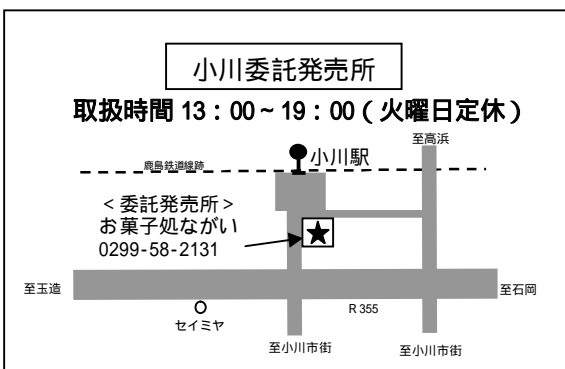 小川委託発売所
取扱時間 13：00～19：00（火曜日定休）
至高浜
小川駅
鹿島鉄道線跡
＜委託発売所＞
お菓子処ながい
0299-58-2131
★
至玉造
至石岡
R 355
セイミヤ
至小川市街
至小川市街